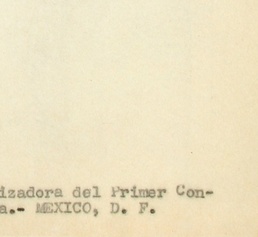 izadora del Primer Con-
a.- MEXICO, D. F.